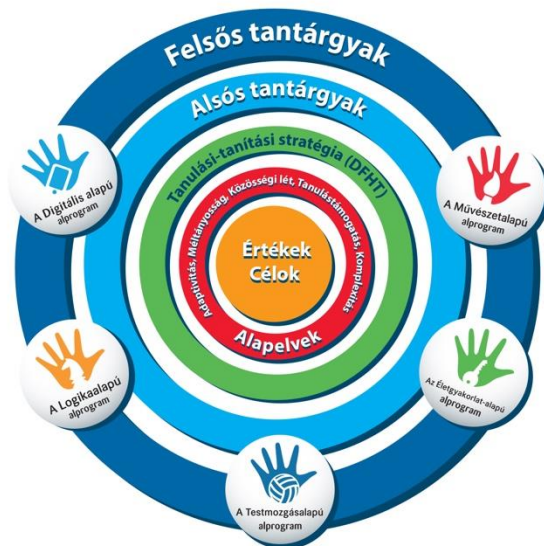 Felsős tantárgyak
Alsós tantárgyak
Tanulási-tanítási stratégia (DFHT)
Adaptivitás, Méltányosság, Közösségi lét, Tanulástámogatás, Komplexitás
Értékek
Célok
Alapelvek
A Digitális alapú
alprogram
A Művészetalapú
alprogram
A Logikaalapú
alprogram
Az Életgyakorlat-alapú
alprogram
A Testmozgásalapú
alprogram